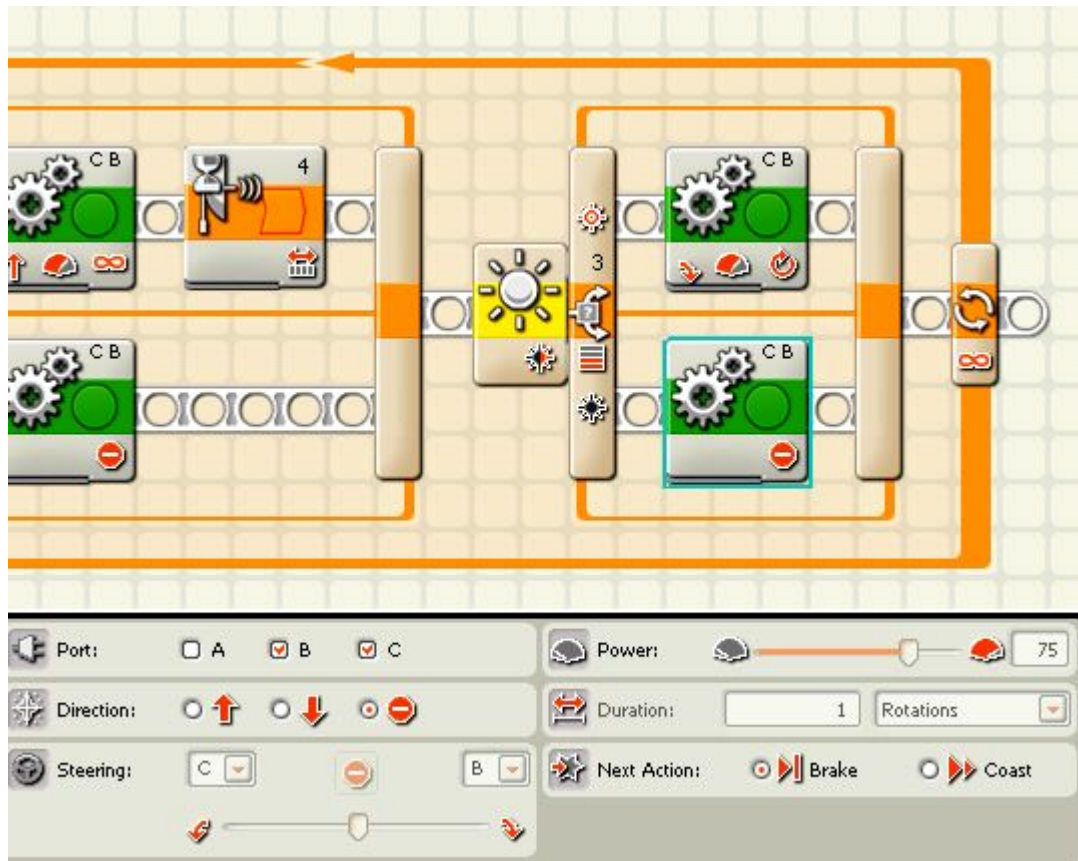 C B
4
C B
3
C B
C B
Port: A B C
Power: 75
Direction:
Duration: 1 Rotations
Steering: C B
Next Action: Brake Coast